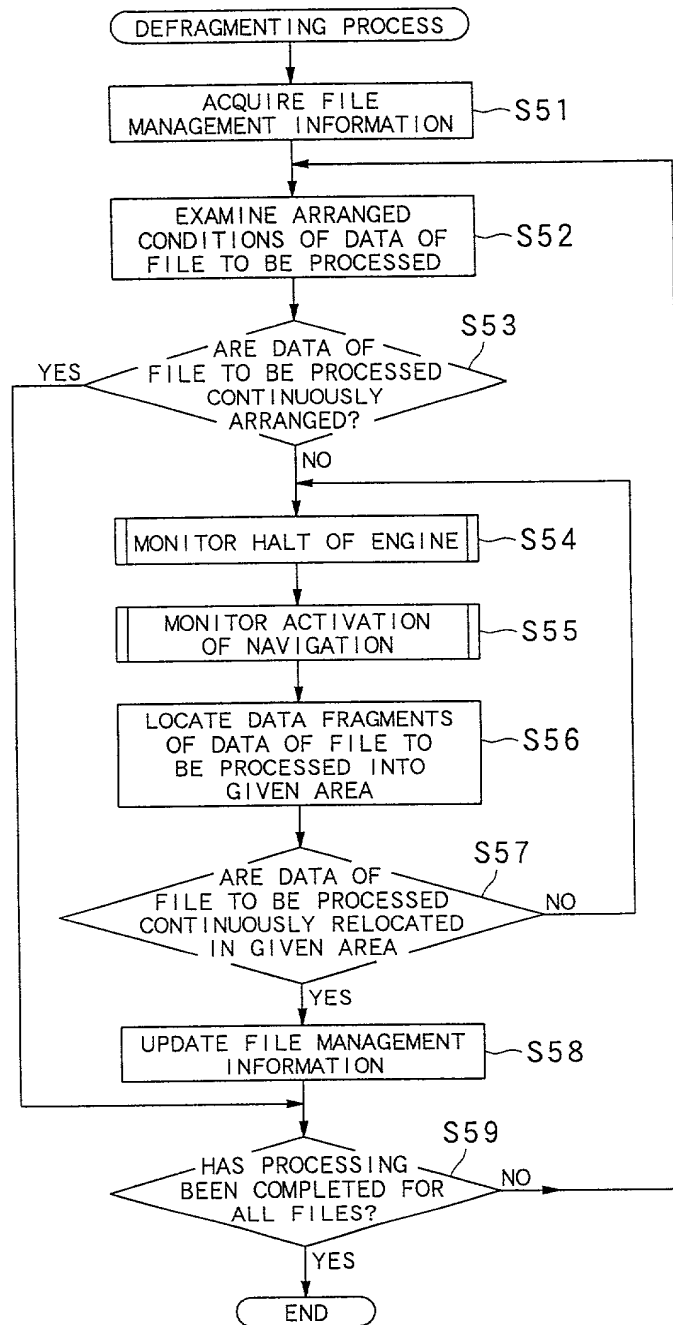 DEFRAGMENTING PROCESS
ACQUIRE FILE
MANAGEMENT INFORMATION
S51
EXAMINE ARRANGED
CONDITIONS OF DATA OF
FILE TO BE PROCESSED
S52
S53
ARE DATA OF
FILE TO BE PROCESSED
CONTINUOUSLY
ARRANGED?
YES
NO
MONITOR HALT OF ENGINE
S54
MONITOR ACTIVATION
OF NAVIGATION
S55
LOCATE DATA FRAGMENTS
OF DATA OF FILE TO
BE PROCESSED INTO
GIVEN AREA
S56
S57
ARE DATA OF
FILE TO BE PROCESSED
CONTINUOUSLY RELOCATED
IN GIVEN AREA
NO
YES
UPDATE FILE MANAGEMENT
INFORMATION
S58
S59
HAS PROCESSING
BEEN COMPLETED FOR
ALL FILES?
NO
YES
END